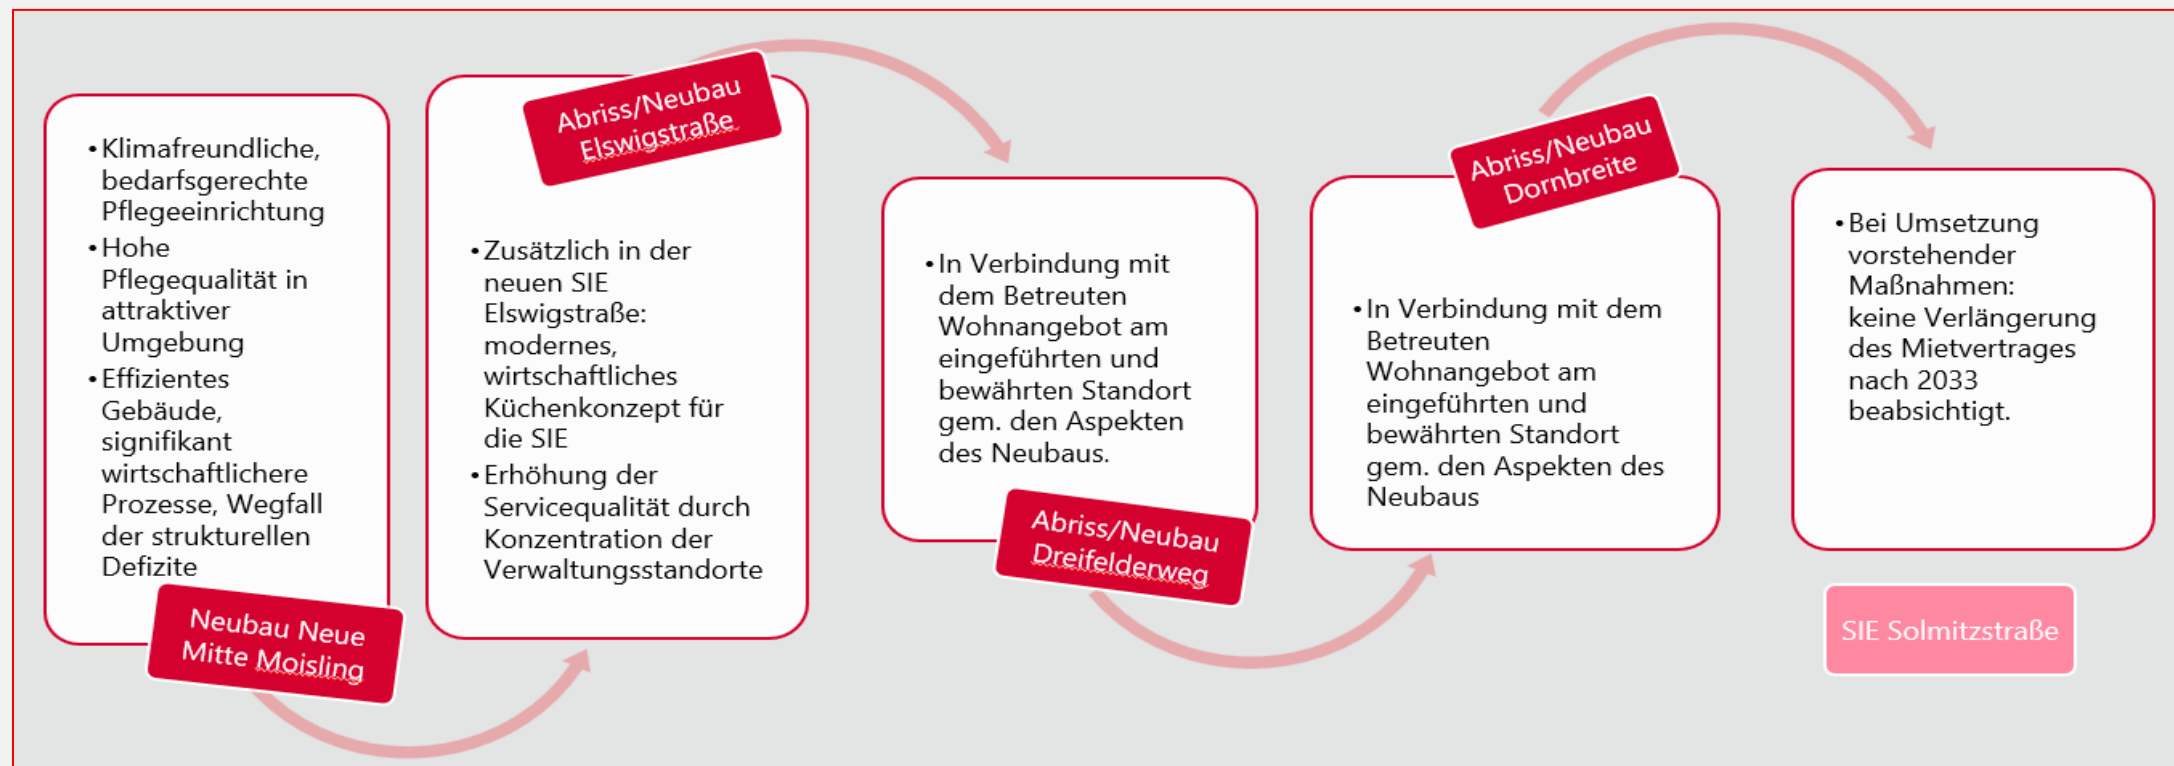 •Klimafreundliche,
bedarfsgerechte
Pflegeeinrichtung
•Hohe
Pflegequalität in
attraktiver
Umgebung
•Effizientes
Gebäude,
signifikant
wirtschaftlichere
Prozesse, Wegfall
der strukturellen
Defizite
Neubau Neue
Mitte Moisling
Abriss/Neubau
Elswigstraße
•Zusätzlich in der
neuen SIE
Elswigstraße:
modernes,
wirtschaftliches
Küchenkonzept für
die SIE
•Erhöhung der
Servicequalität durch
Konzentration der
Verwaltungsstandorte
•In Verbindung mit
dem Betreuten
Wohnangebot am
eingeführten und
bewährten Standort
gem. den Aspekten
des Neubaus.
Abriss/Neubau
Dreifelderweg
Abriss/Neubau
Dornbreite
•In Verbindung mit dem
Betreuten
Wohnangebot am
eingeführten und
bewährten Standort
gem. den Aspekten des
Neubaus
•Bei Umsetzung
vorstehender
Maßnahmen:
keine Verlängerung
des Mietvertrages
nach 2033
beabsichtigt.
SIE Solmitzstraße